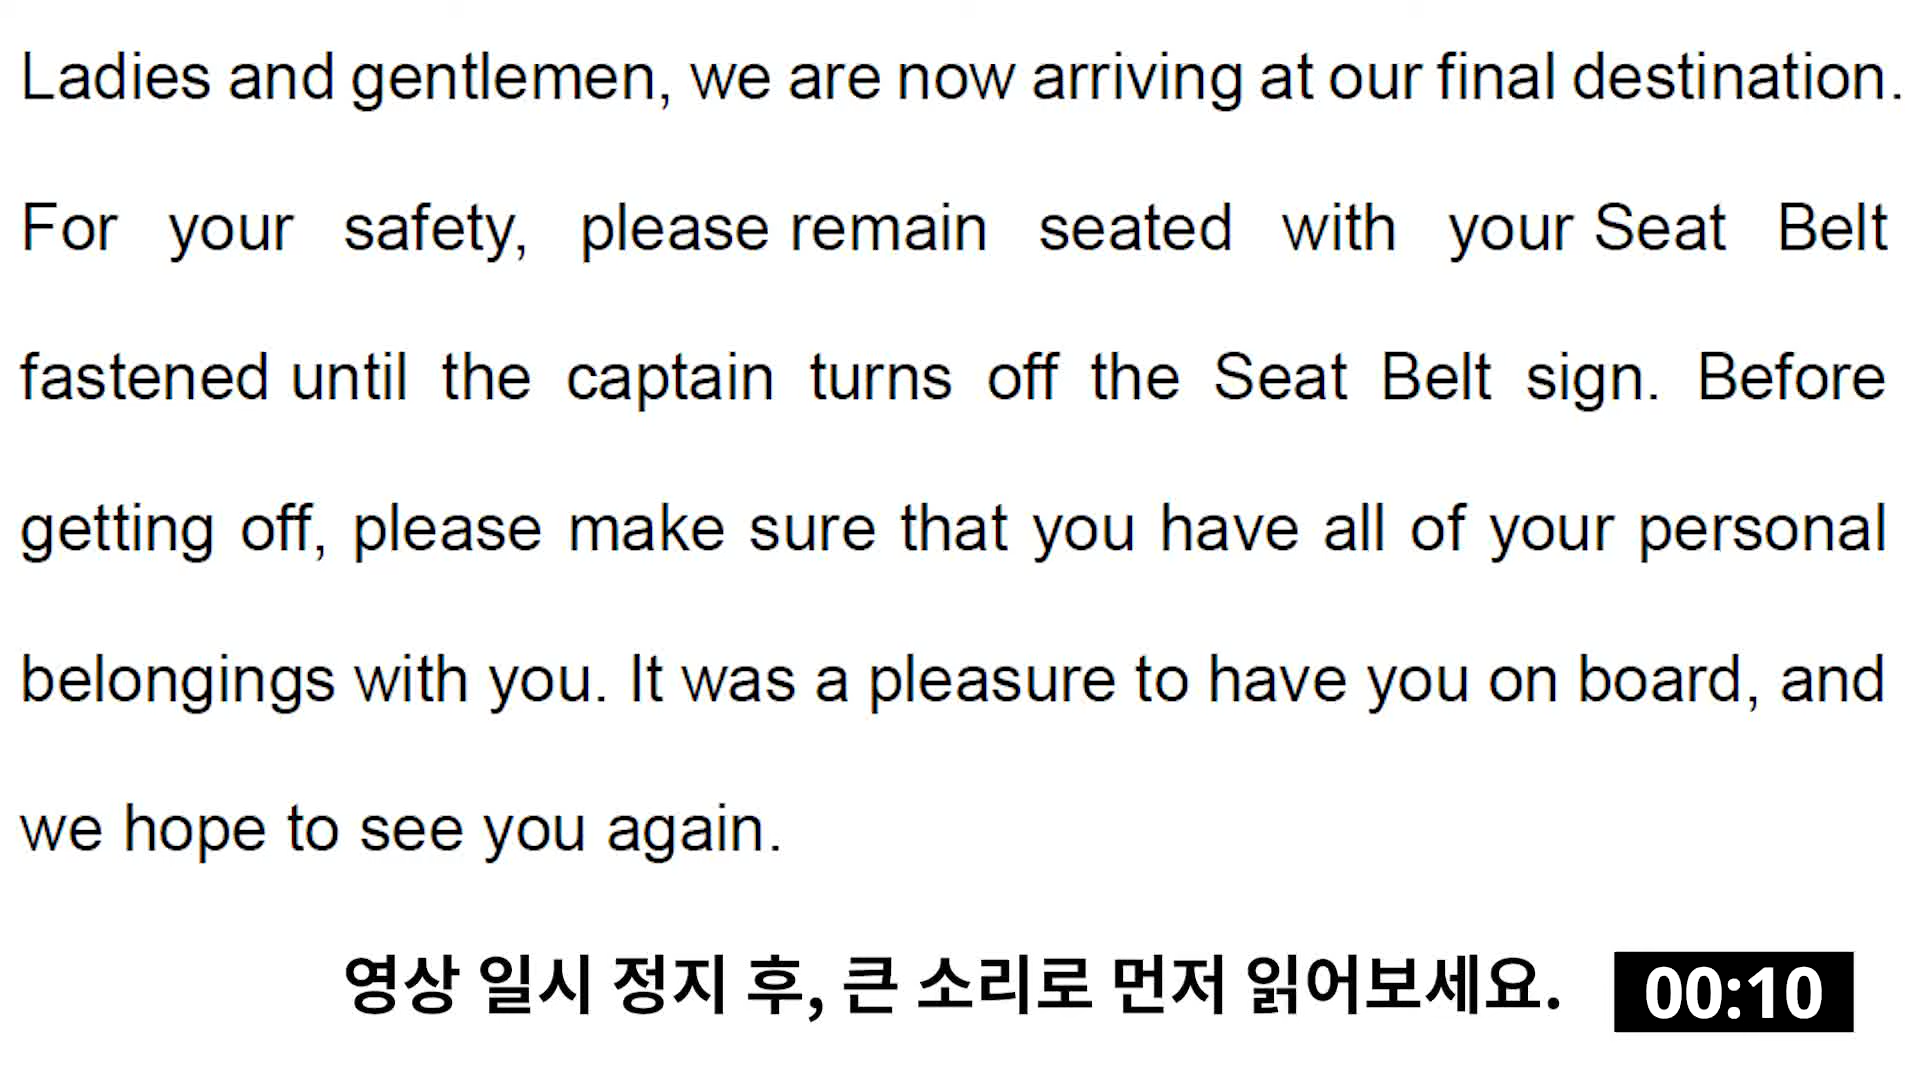 Ladies and gentlemen, we are now arriving at our final destination.
For your safety, please remain seated with your Seat Belt
fastened until the captain turns off the Seat Belt sign. Before
getting off, please make sure that you have all of your personal
belongings with you. It was a pleasure to have you on board, and
we hope to see you again.
영상 일시 정지 후, 큰 소리로 먼저 읽어보세요.
00:10